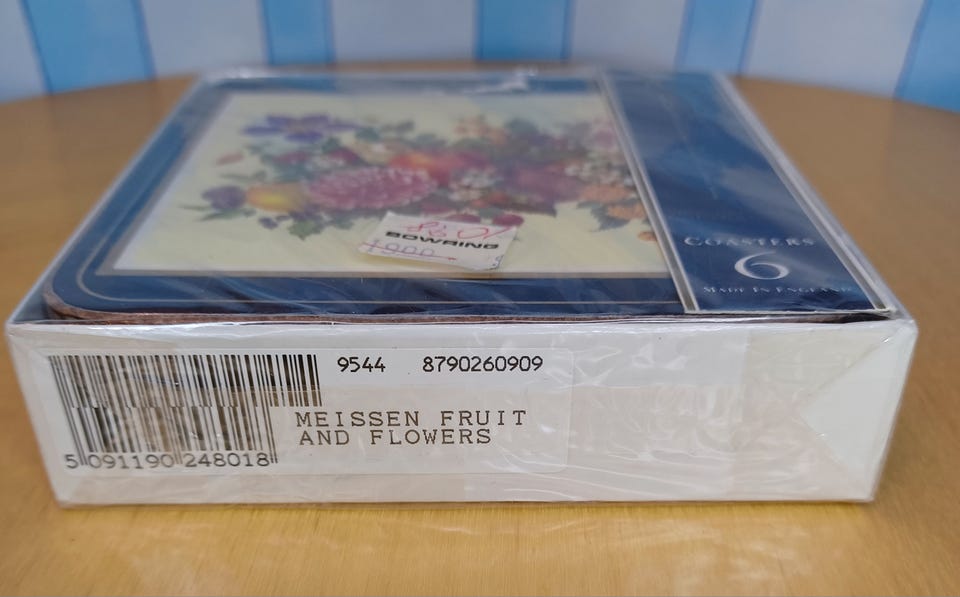 BOWRING
COASTERS
6
MADE IN ENGLAND
9544 8790260909
MEISSEN FRUIT
AND FLOWERS
5 091190 248018